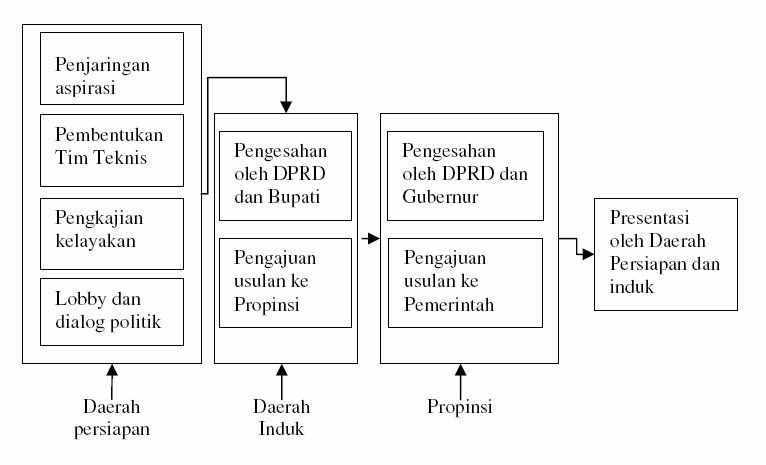 Penjaringan
aspirasi
Pembentukan
Tim Teknis
Pengkajian
kelayakan
Lobby dan
dialog politik
Daerah
persiapan
Pengesahan
oleh DPRD
dan Bupati
Pengajuan
usulan ke
Propinsi
Daerah
Induk
Pengesahan
oleh DPRD dan
Gubernur
Pengajuan
usulan ke
Pemerintah
Propinsi
Presentasi
oleh Daerah
Persiapan dan
induk